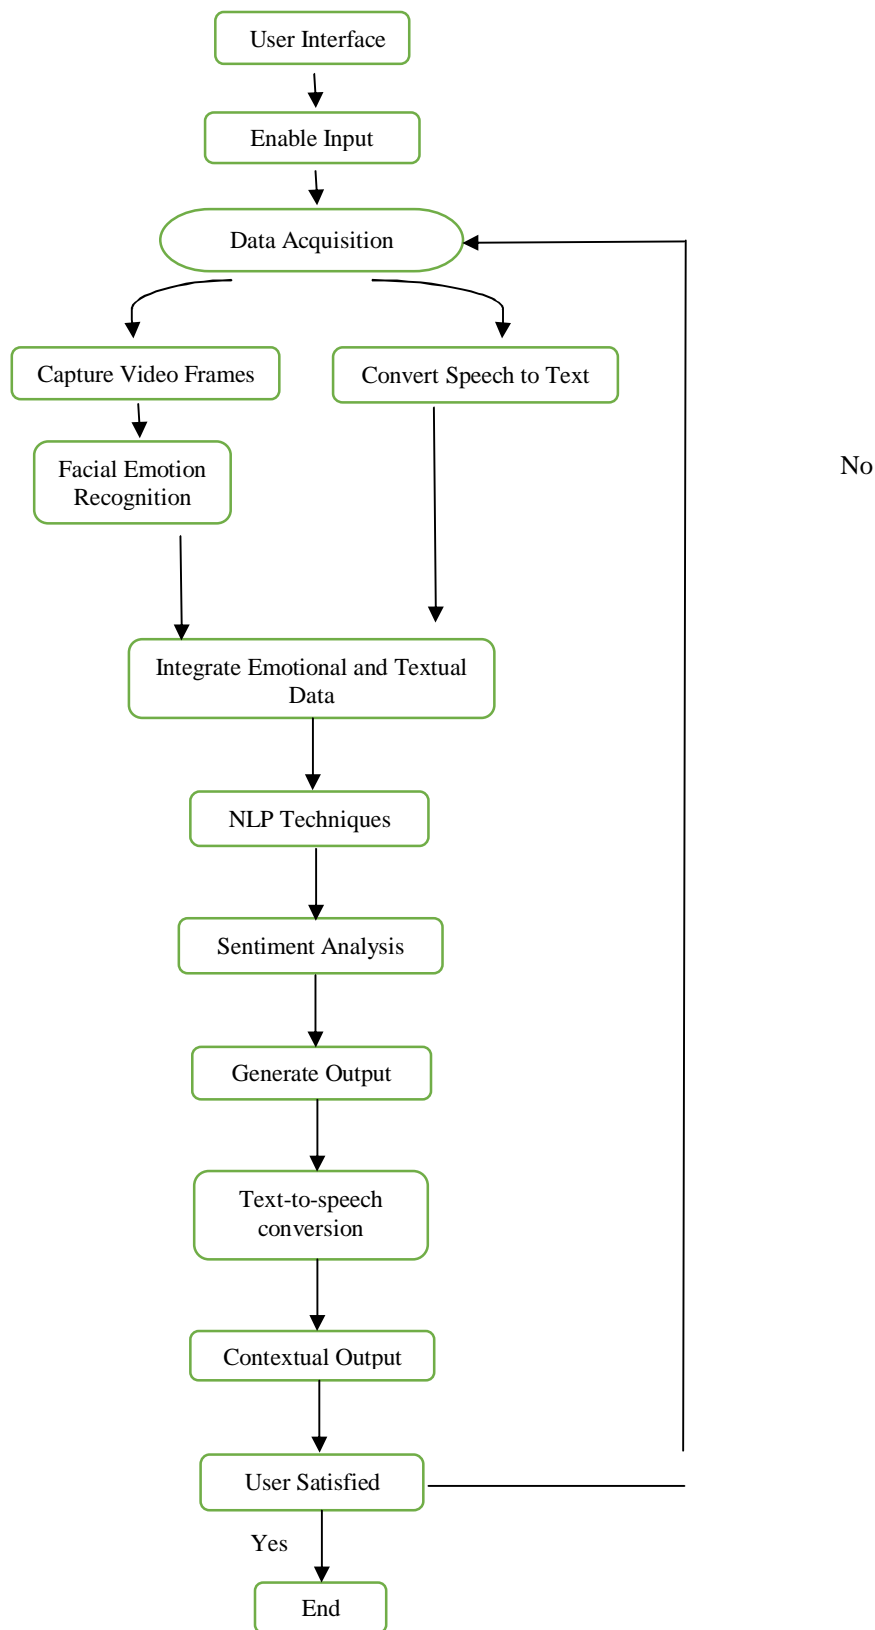 User Interface
Enable Input
Data Acquisition
Capture Video Frames
Convert Speech to Text
Facial Emotion
Recognition
No
Integrate Emotional and Textual
Data
NLP Techniques
Sentiment Analysis
Generate Output
Text-to-speech
conversion
Contextual Output
User Satisfied
Yes
End